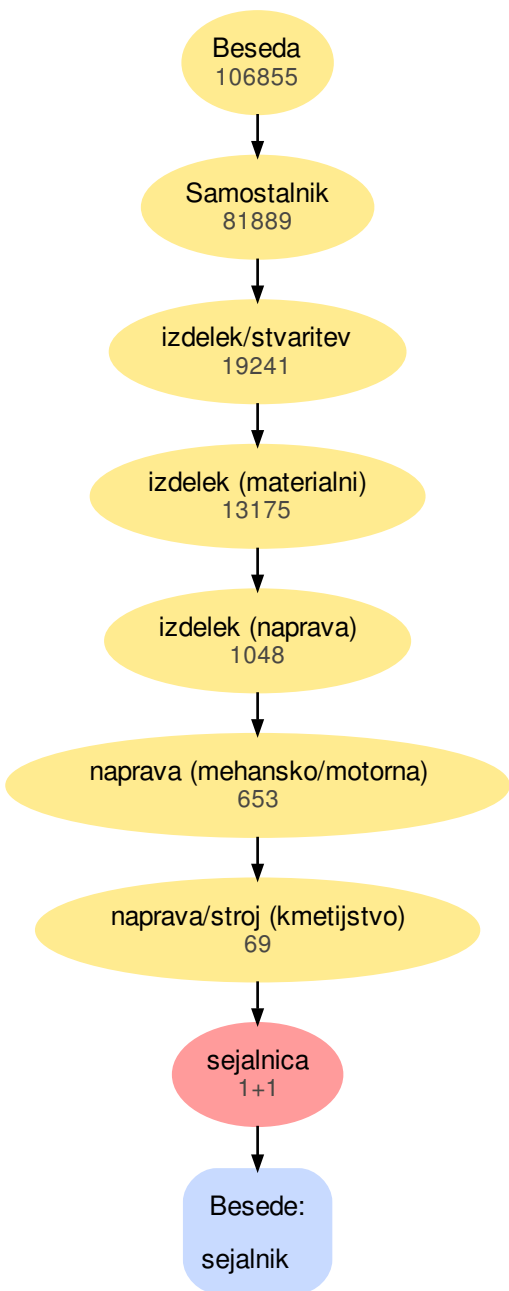 Beseda
106855
Samostalnik
81889
izdelek/stvaritev
19241
izdelek (materialni)
13175
izdelek (naprava)
1048
naprava (mehansko/motorna)
653
naprava/stroj (kmetijstvo)
69
sejalnica
1+1
Besede:
sejalnik